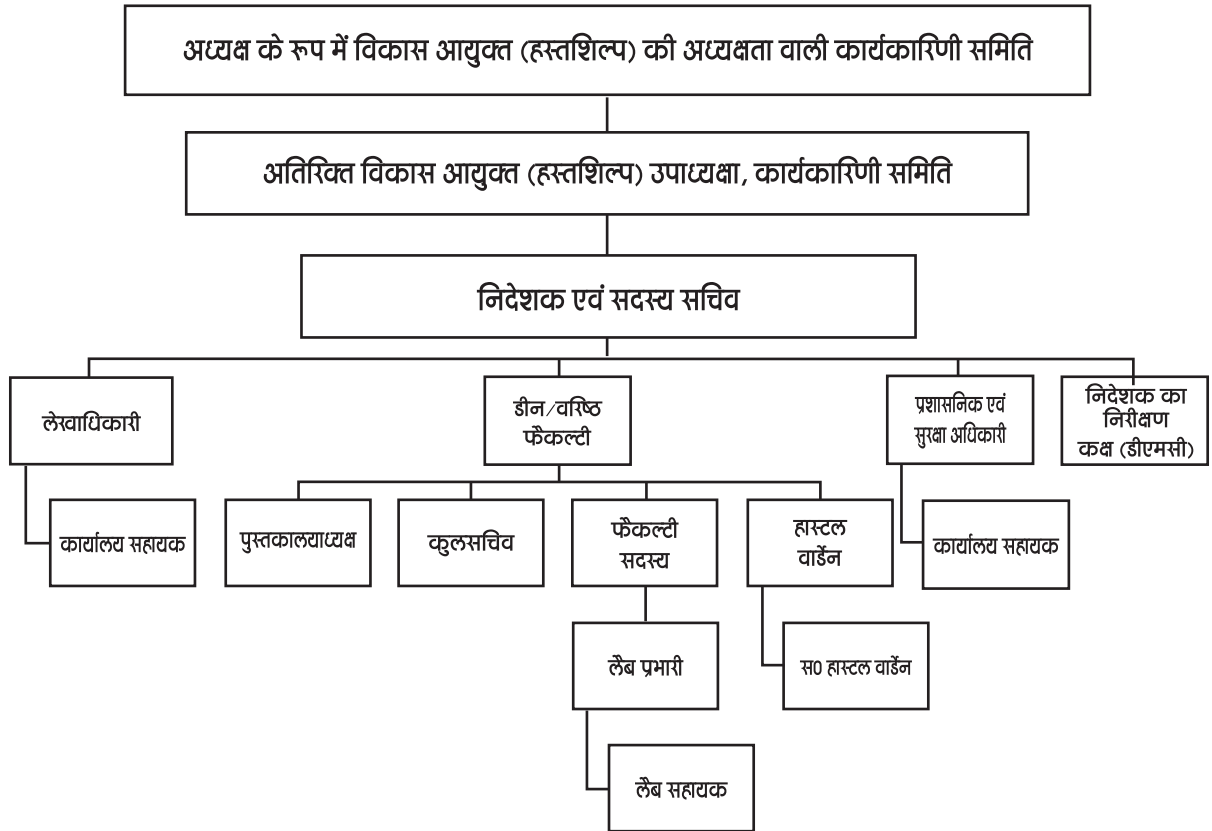 अध्यक्ष के रूप में विकास आयुक्त (हस्तशिल्प) की अध्यक्षता वाली कार्यकारिणी समिति
अतिरिक्त विकास आयुक्त (हस्तशिल्प) उपाध्यक्षा, कार्यकारिणी समिति
निदेशक एवं सदस्य सचिव
लेखाधिकारी
डीन/वरिष्ठ
फैकल्टी
प्रशासनिक एवं
सुरक्षा अधिकारी
निदेशक का
निरीक्षण
कक्ष (डीएमसी)
कार्यालय सहायक
पुस्तकालयाध्यक्ष
कुलसचिव
फैकल्टी
सदस्य
हास्टल
वार्डेन
कार्यालय सहायक
लैब प्रभारी
स0 हास्टल वार्डेन
लैब सहायक